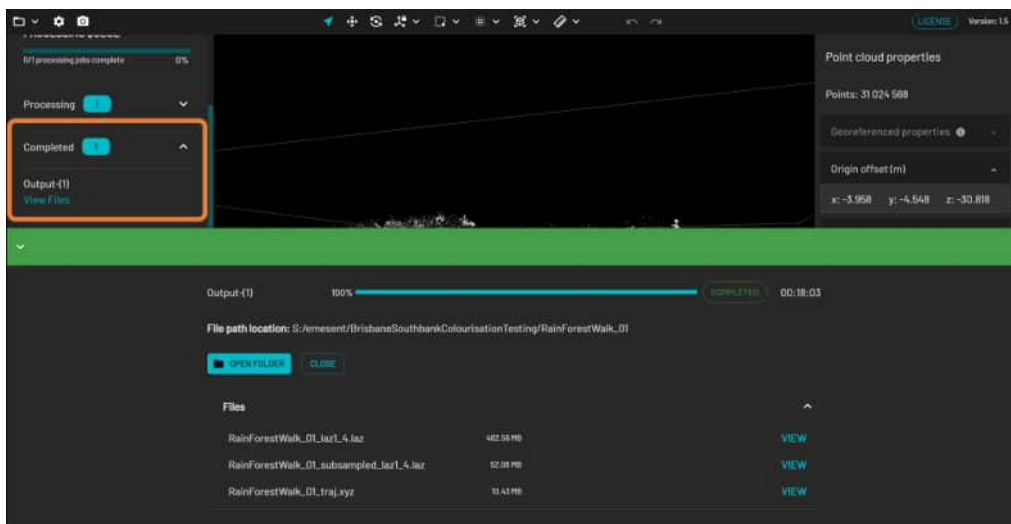 LICENSE Version: 1.5
PROCESSING QUEUE
0/1 processing jobs complete 0%
Processing 1
Completed 1
Output-(1)
View Files
Point cloud properties
Points: 31 024 568
Georeferenced properties
Origin offset (m)
x: -3.958 y: -4.548 z: -30.818
Output-(1) 100% COMPLETED 00:18:03
File path location: S:/emesent/BrisbaneSouthbankColourisationTesting/RainForestWalk_01
OPEN FOLDER CLOSE
Files
RainForestWalk_01_laz1_4.laz 482.56 MB VIEW
RainForestWalk_01_subsampled_laz1_4.laz 52.08 MB VIEW
RainForestWalk_01_traj.xyz 13.43 MB VIEW